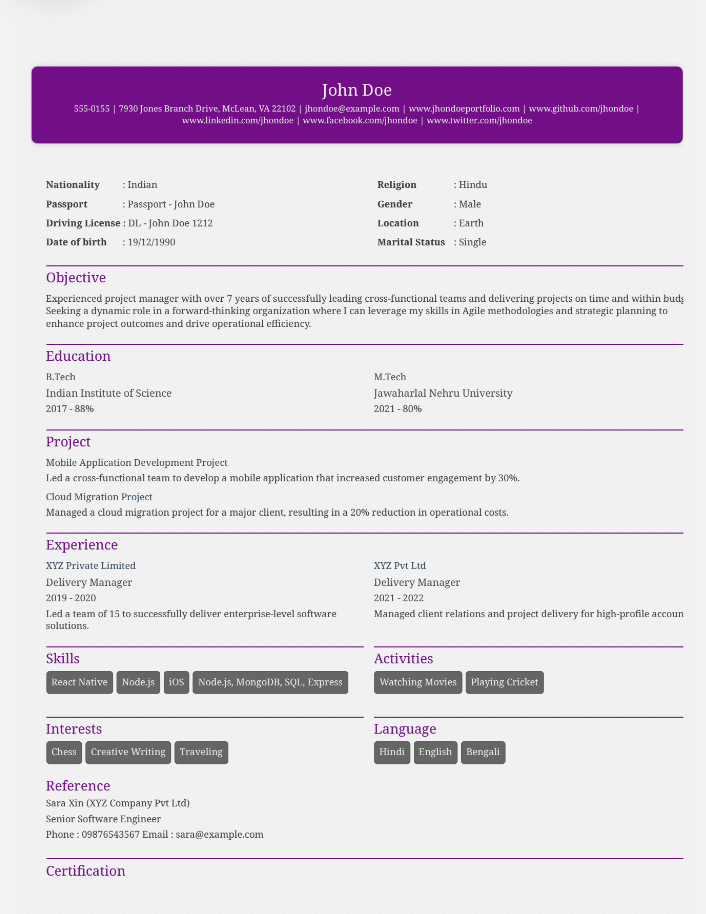 John Doe
555-0155 | 7930 Jones Branch Drive, McLean, VA 22102 | jhondoe@example.com | www.jhondoeportfolio.com | www.github.com/jhondoe |
www.linkedin.com/jhondoe | www.facebook.com/jhondoe | www.twitter.com/jhondoe
Nationality : Indian
Passport : Passport - John Doe
Driving License : DL - John Doe 1212
Date of birth : 19/12/1990
Religion : Hindu
Gender : Male
Location : Earth
Marital Status : Single
Objective
Experienced project manager with over 7 years of successfully leading cross-functional teams and delivering projects on time and within
Seeking a dynamic role in a forward-thinking organization where I can leverage my skills in Agile methodologies and strategic planning to
enhance project outcomes and drive operational efficiency.
Education
B.Tech
Indian Institute of Science
2017 - 88%
M.Tech
Jawaharlal Nehru University
2021 - 80%
Project
Mobile Application Development Project
Led a cross-functional team to develop a mobile application that increased customer engagement by 30%.
Cloud Migration Project
Managed a cloud migration project for a major client, resulting in a 20% reduction in operational costs.
Experience
XYZ Private Limited
Delivery Manager
2019 - 2020
Led a team of 15 to successfully deliver enterprise-level software
solutions.
XYZ Pvt Ltd
Delivery Manager
2021 - 2022
Managed client relations and project delivery for high-profile accoun
Skills
React Native Node.js iOS Node.js, MongoDB, SQL, Express
Activities
Watching Movies Playing Cricket
Interests
Chess Creative Writing Traveling
Language
Hindi English Bengali
Reference
Sara Xin (XYZ Company Pvt Ltd)
Senior Software Engineer
Phone : 09876543567 Email : sara@example.com
Certification